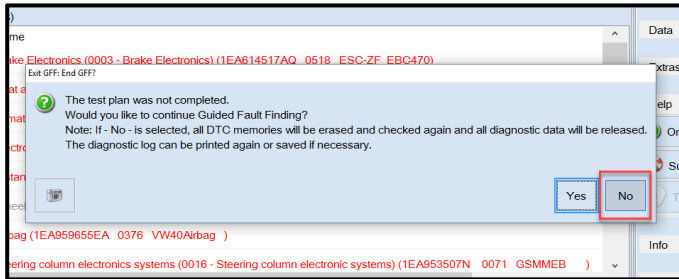 s)
me
Data
ake Electronics (0003 - Brake Electronics) (1EA614517AQ 0518 ESC-ZF EBC470)
Exit GFF: End GFF?
Extras
The test plan was not completed.
Would you like to continue Guided Fault Finding?
Note: If - No - is selected, all DTC memories will be erased and checked again and all diagnostic data will be released.
The diagnostic log can be printed again or saved if necessary.
elp
Yes
No
bag (1EA959655EA 0376 VW40Airbag )
Info
eering column electronics systems (0016 - Steering column electronic systems) (1EA953507N 0071 GSMMEB )